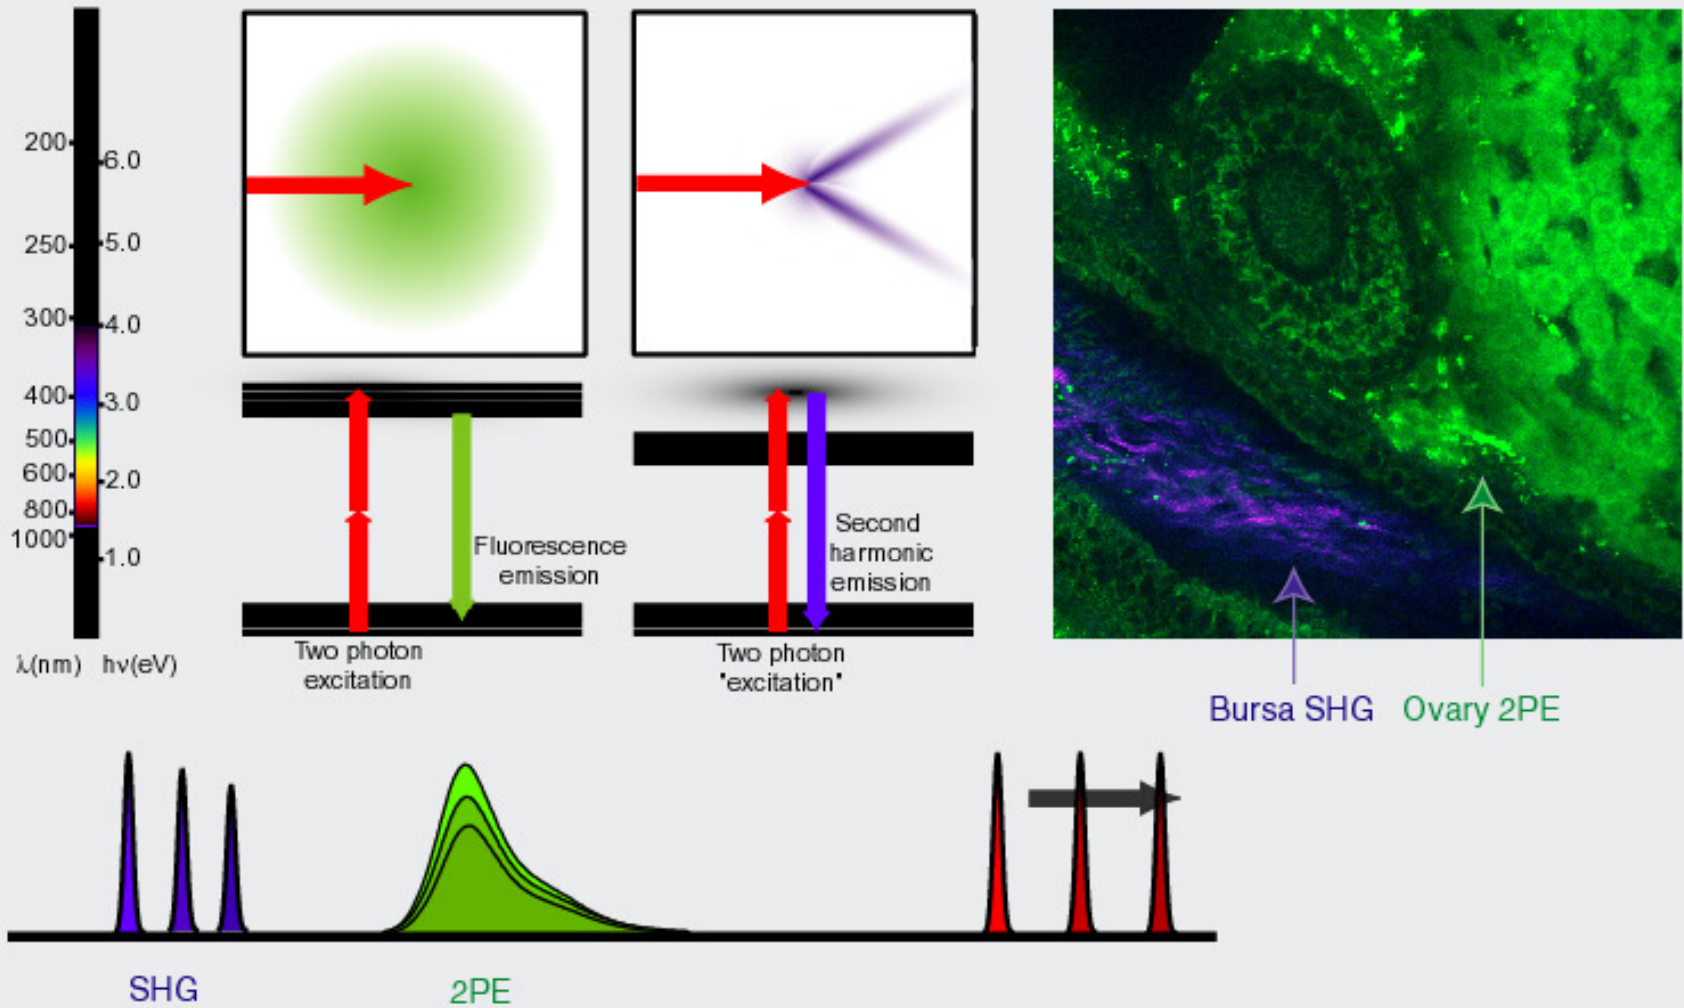 200
250
300
400
500
600
800
1000
6.0
5.0
4.0
3.0
2.0
1.0
λ(nm) hν(eV)
Fluorescence
emission
Two photon
excitation
Second
harmonic
emission
Two photon
"excitation"
Bursa SHG
Ovary 2PE
SHG
2PE